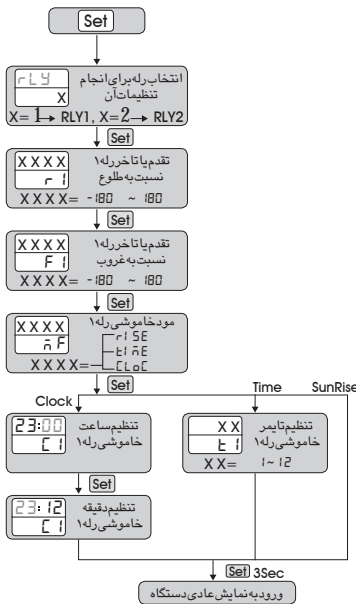 Set
rLY
X
انتخاب رله برای انجام
تنظیمات آن
X= 1→ RLY1, X=2→ RLY2
Set
XXXX
r1
تقدم یا تاخر رله۱
نسبت به طلوع
XXXX= -180 ~ 180
Set
XXXX
F1
تقدم یا تاخر رله۱
نسبت به غروب
XXXX= -180 ~ 180
Set
XXXX
nF
مود خاموشی رله۱
XXXX=
rISE
tInE
CLoC
Set
Clock
Time
SunRise
23:00
C1
تنظیم ساعت
خاموشی رله۱
XX
t1
تنظیم تایمر
خاموشی رله۱
XX= 1~12
Set
23:12
C1
تنظیم دقیقه
خاموشی رله۱
Set 3Sec
ورود به نمایش عادی دستگاه